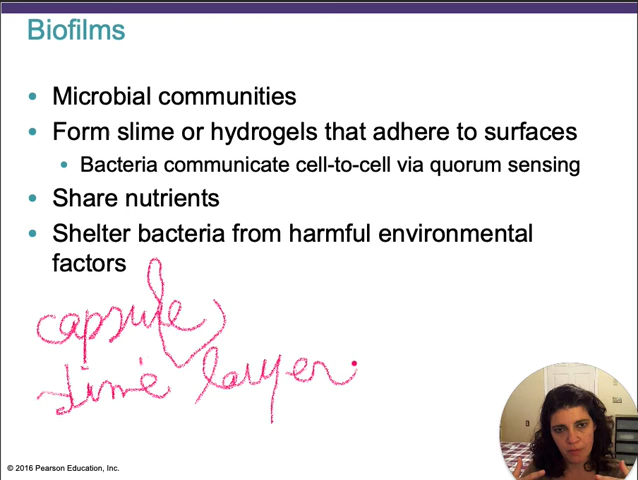 Biofilms
• Microbial communities
• Form slime or hydrogels that adhere to surfaces
• Bacteria communicate cell-to-cell via quorum sensing
• Share nutrients
• Shelter bacteria from harmful environmental
factors
capsule,
slime layer
© 2016 Pearson Education, Inc.